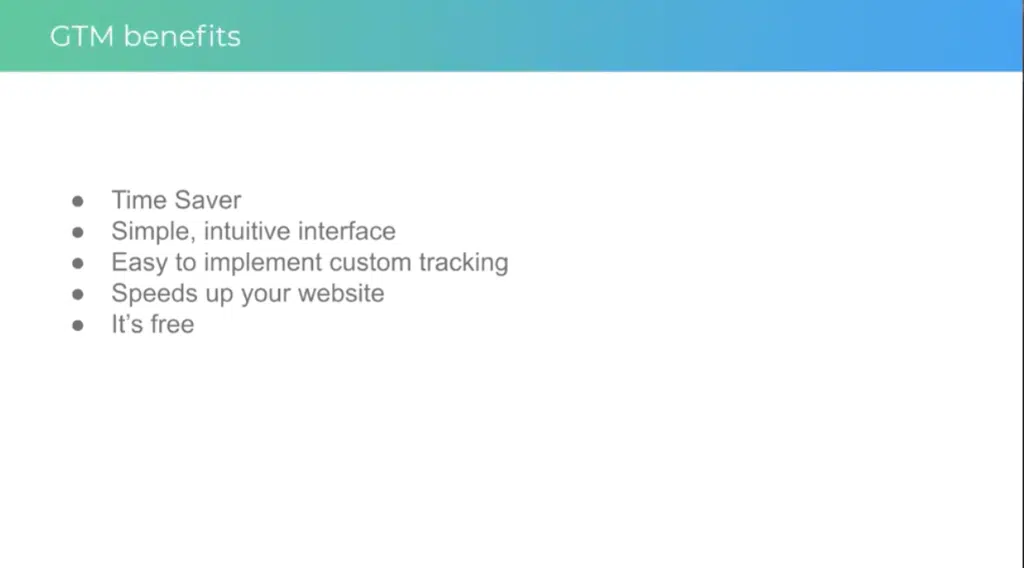 GTM benefits
● Time Saver
● Simple, intuitive interface
● Easy to implement custom tracking
● Speeds up your website
● It’s free